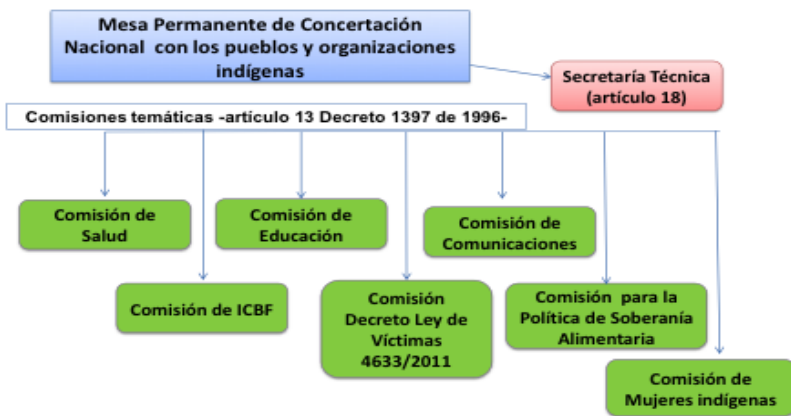 Mesa Permanente de Concertación
Nacional con los pueblos y organizaciones
indígenas
Secretaría Técnica
(artículo 18)
Comisiones temáticas -artículo 13 Decreto 1397 de 1996-
Comisión de
Salud
Comisión de
Educación
Comisión de
Comunicaciones
Comisión de ICBF
Comisión
Decreto Ley de
Víctimas
4633/2011
Comisión para la
Política de Soberanía
Alimentaria
Comisión de
Mujeres indígenas